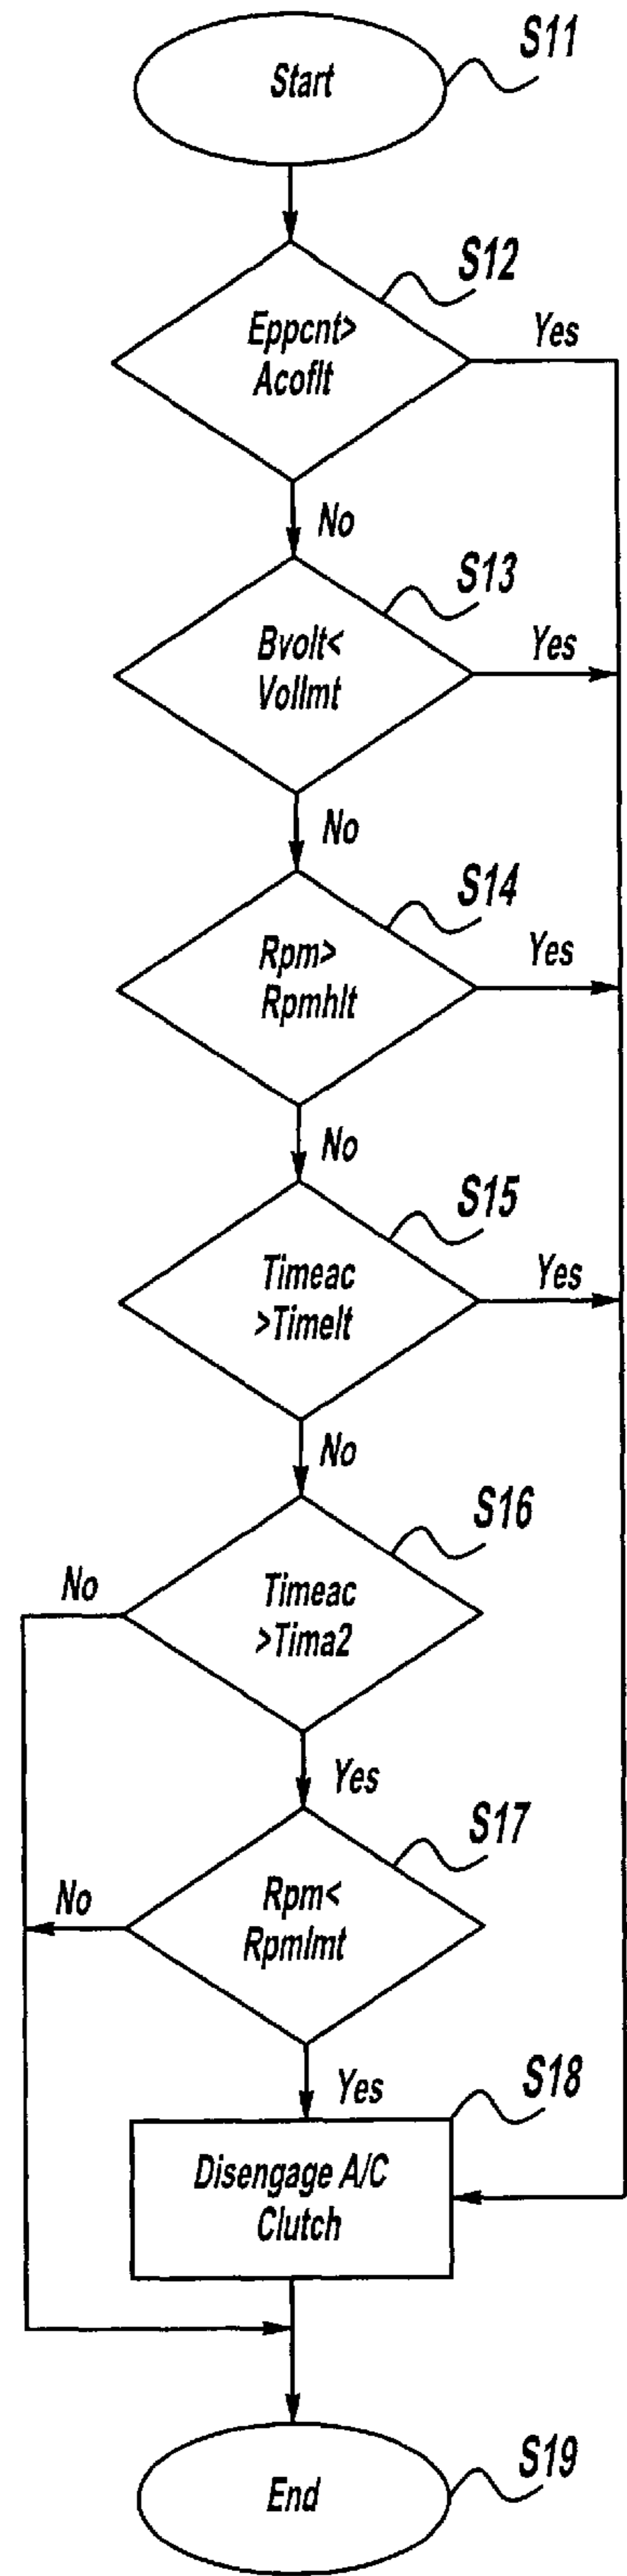 S11
Start
S12
Eppcnt>
Acoflt
Yes
No
S13
Bvolt<
Vollmt
Yes
No
S14
Rpm>
Rpmhlt
Yes
No
S15
Timeac
>Timelt
Yes
No
S16
No
Timeac
>Tima2
Yes
S17
No
Rpm<
Rpmlmt
Yes
S18
Disengage A/C
Clutch
S19
End